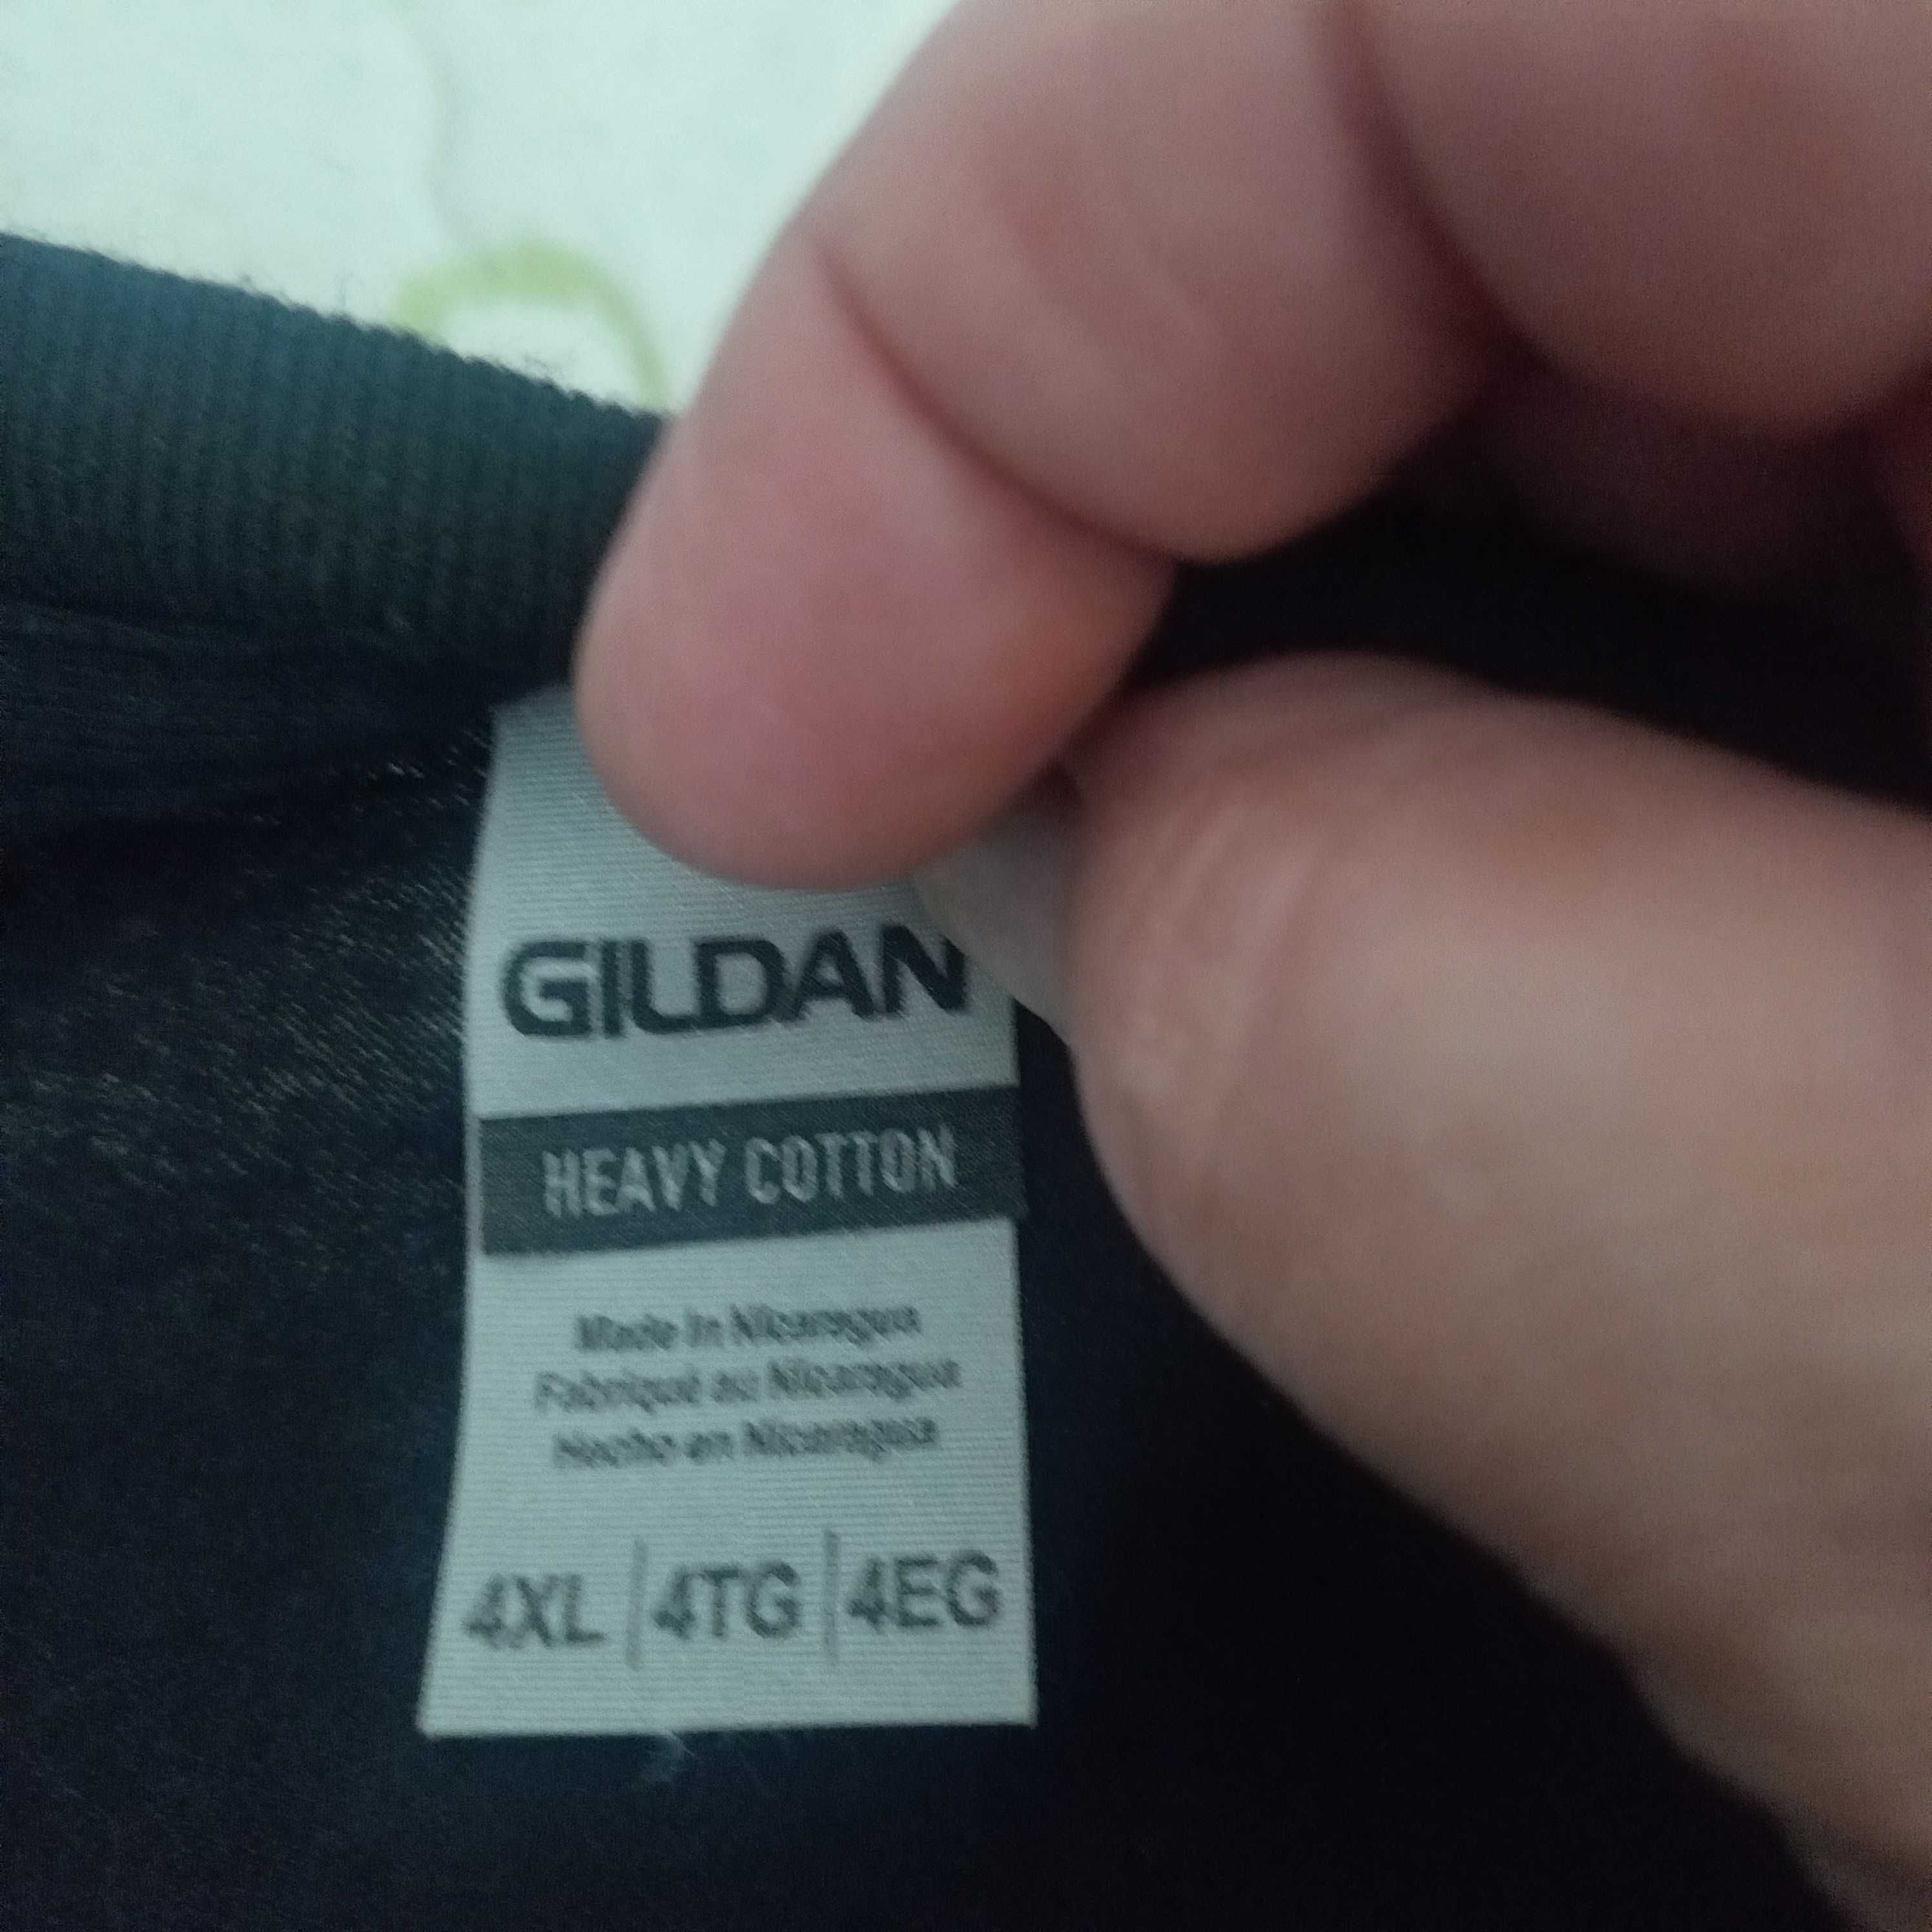 GILDAN
HEAVY COTTON
Made in Nicaragua
Fabriqué au Nicaragua
Hecho en Nicaragua
4XL | 4TG | 4EG